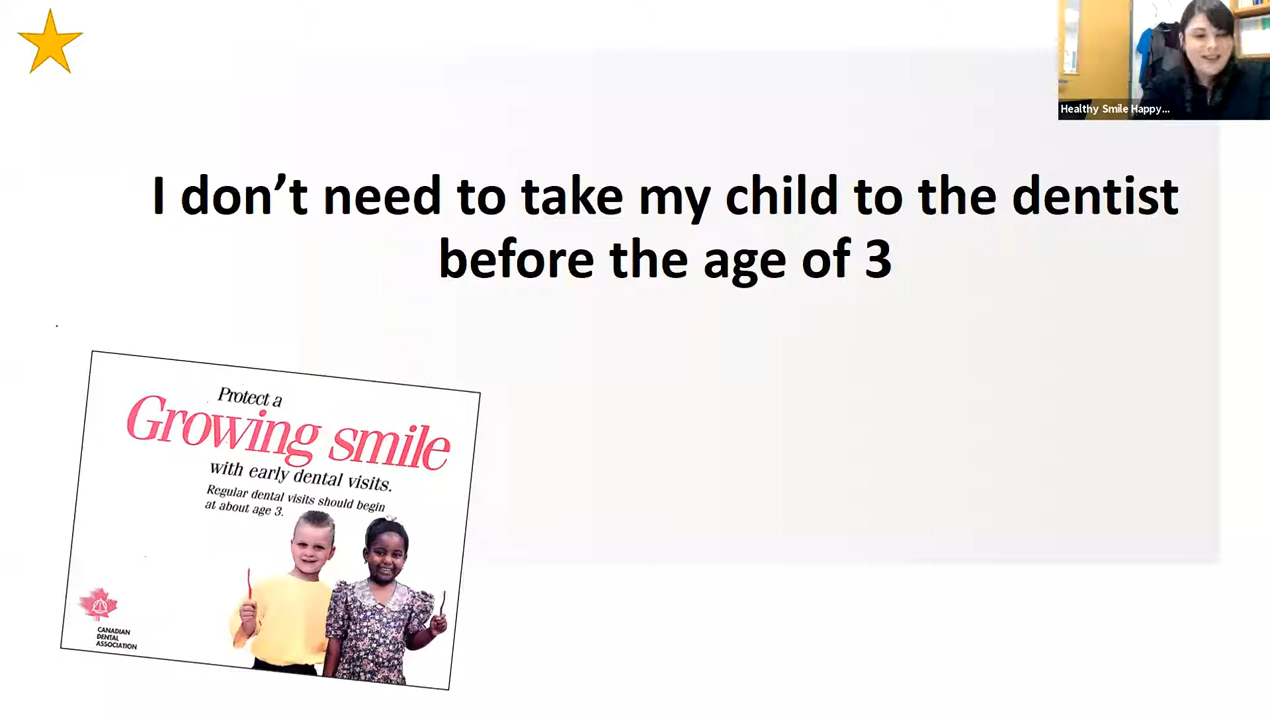 Healthy Smile Happy...
I don't need to take my child to the dentist
before the age of 3
Protect a
Growing smile
with early dental visits.
Regular dental visits should begin
at about age 3.
CANADIAN
DENTAL
ASSOCIATION